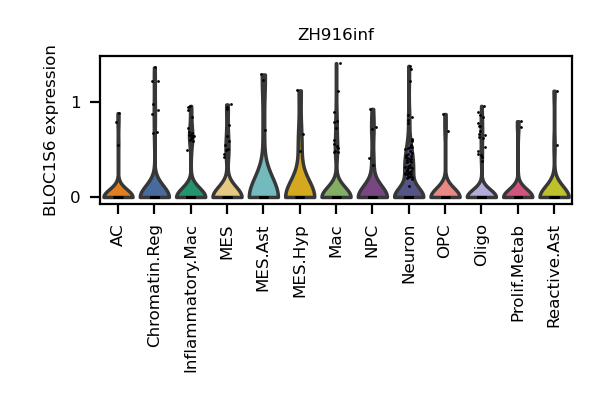 ZH916inf
BLOC1S6 expression
1
0
AC
Chromatin.Reg
Inflammatory.Mac
MES
MES.Ast
MES.Hyp
Mac
NPC
Neuron
OPC
Oligo
Prolif.Metab
Reactive.Ast